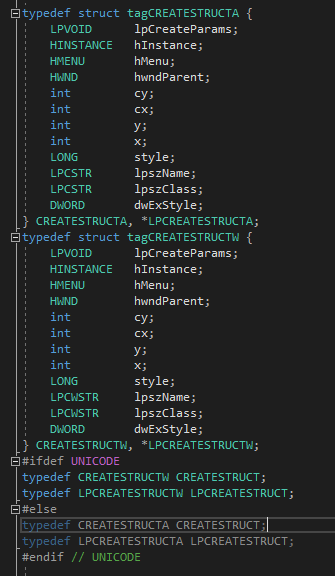 typedef struct tagCREATESTRUCTA {
LPVOID lpCreateParams;
HINSTANCE hInstance;
HMENU hMenu;
HWND hwndParent;
int cy;
int cx;
int y;
int x;
LONG style;
LPCSTR lpszName;
LPCSTR lpszClass;
DWORD dwExStyle;
} CREATESTRUCTA, *LPCREATESTRUCTA;
typedef struct tagCREATESTRUCTW {
LPVOID lpCreateParams;
HINSTANCE hInstance;
HMENU hMenu;
HWND hwndParent;
int cy;
int cx;
int y;
int x;
LONG style;
LPCWSTR lpszName;
LPCWSTR lpszClass;
DWORD dwExStyle;
} CREATESTRUCTW, *LPCREATESTRUCTW;
#ifdef UNICODE
typedef CREATESTRUCTW CREATESTRUCT;
typedef LPCREATESTRUCTW LPCREATESTRUCT;
#else
typedef CREATESTRUCTA CREATESTRUCT;
typedef LPCREATESTRUCTA LPCREATESTRUCT;
#endif // UNICODE